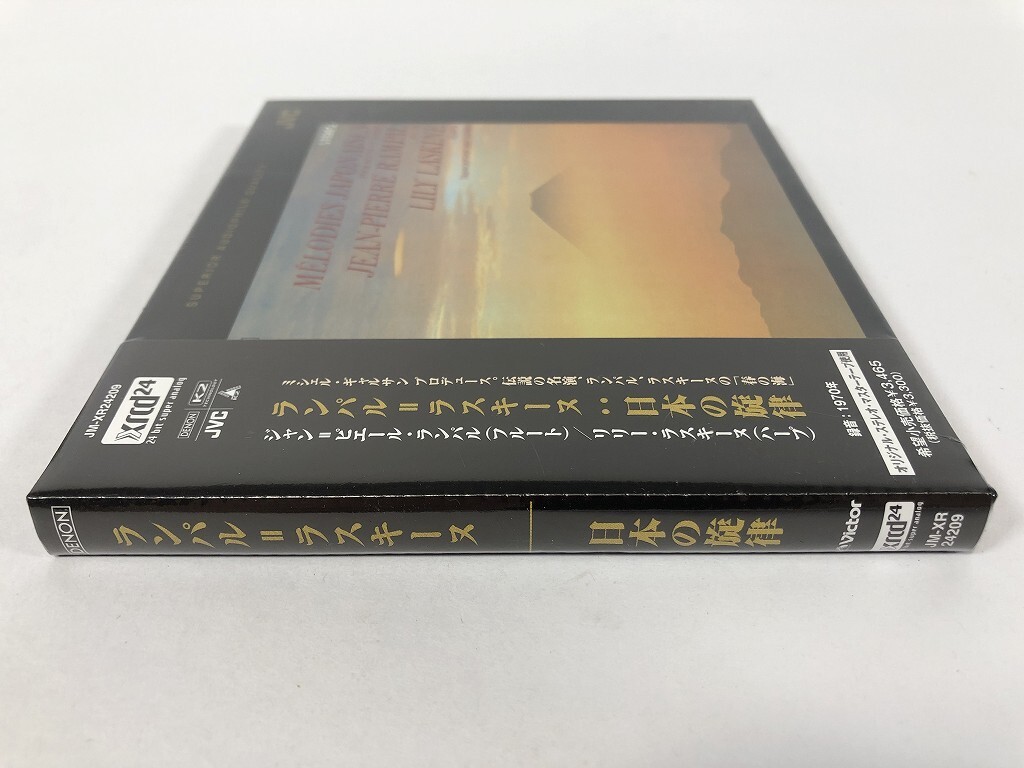 JVC
SUPERIOR AUDIOPHILE QUALITY
STEREO
MÉLODIES JAPONAISES
JEAN-PIERRE RAMPAL
LILY LASKINE
JM-XR24209
xrcd24
24 bit super analog
DENON
K2
JVC
ミシェル・ギャルサン プロデュース。伝説の名演、ランパル、ラスキーヌの「春の海」
ランパル＝ラスキーヌ：日本の旋律
ジャン＝ピエール・ランパル(フルート)／リリー・ラスキーヌ(ハープ)
録音：1970年
オリジナル・ステレオ・マスターテープ使用
希望小売価格¥3,465
(税抜価格¥3,300)
DENON
ランパル＝ラスキーヌ
日本の旋律
Victor
xrcd24
JM-XR
24209